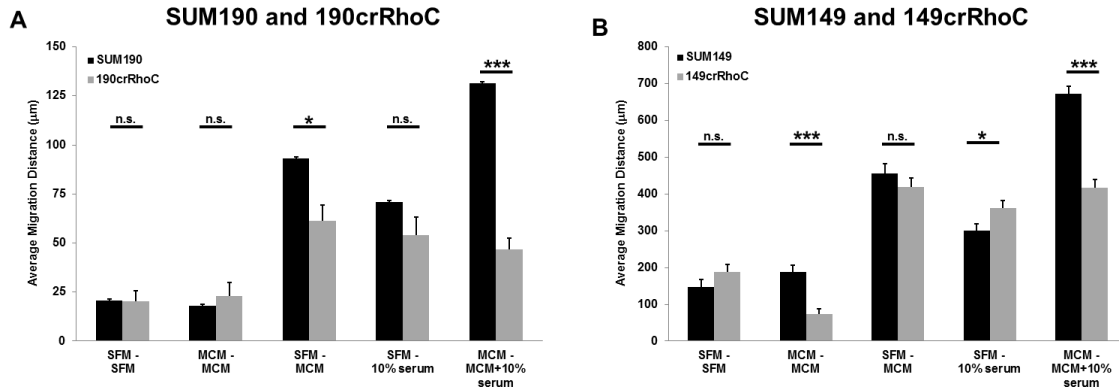 A
SUM190 and 190crRhoC
Average Migration Distance (μm)
150
125
100
75
50
25
0
SUM190
190crRhoC
n.s.
n.s.
*
n.s.
***
SFM -
SFM
MCM -
MCM
SFM -
MCM
SFM -
10% serum
MCM -
MCM+10%
serum
B
SUM149 and 149crRhoC
Average Migration Distance (μm)
800
700
600
500
400
300
200
100
0
SUM149
149crRhoC
n.s.
***
n.s.
*
***
SFM -
SFM
MCM -
MCM
SFM -
MCM
SFM -
10% serum
MCM -
MCM+10%
serum